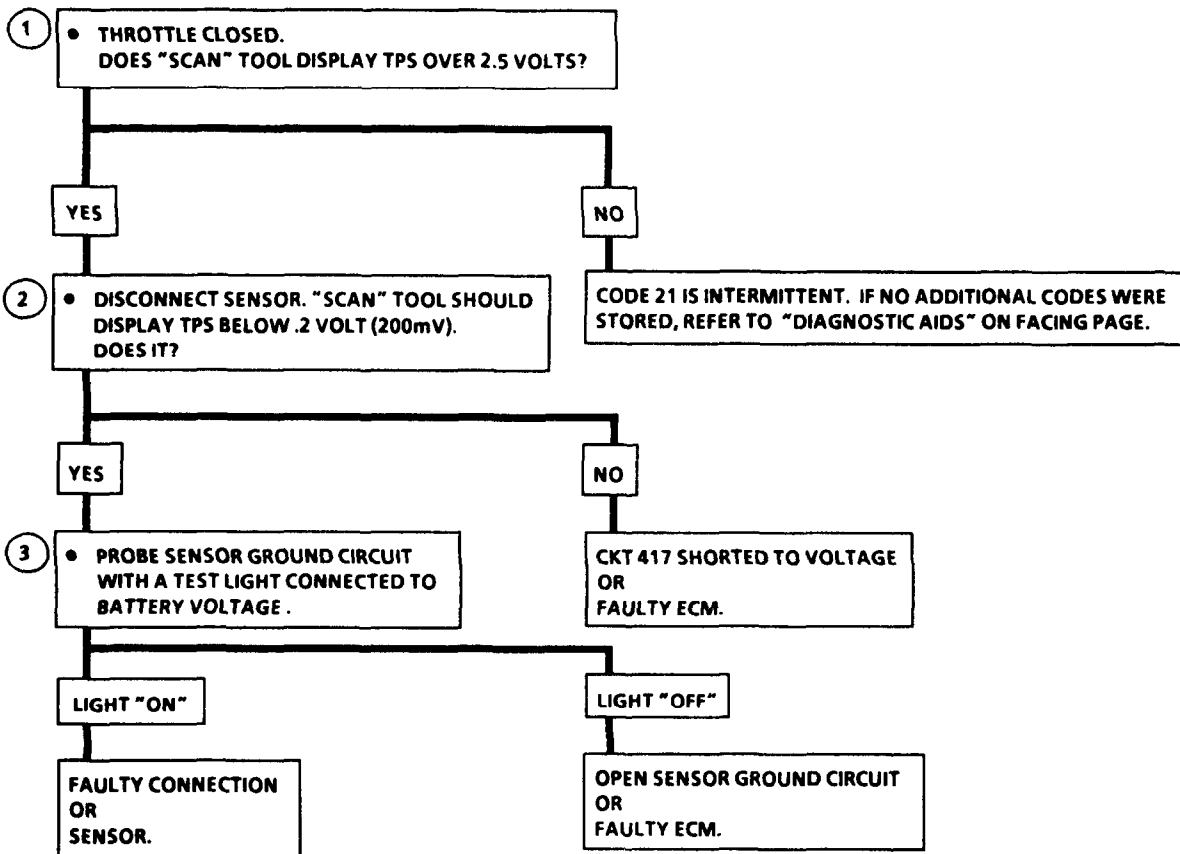 1
• THROTTLE CLOSED.
DOES "SCAN" TOOL DISPLAY TPS OVER 2.5 VOLTS?
YES
NO
2
• DISCONNECT SENSOR. "SCAN" TOOL SHOULD
DISPLAY TPS BELOW .2 VOLT (200mV).
DOES IT?
CODE 21 IS INTERMITTENT. IF NO ADDITIONAL CODES WERE
STORED, REFER TO "DIAGNOSTIC AIDS" ON FACING PAGE.
YES
NO
3
• PROBE SENSOR GROUND CIRCUIT
WITH A TEST LIGHT CONNECTED TO
BATTERY VOLTAGE.
CKT 417 SHORTED TO VOLTAGE
OR
FAULTY ECM.
LIGHT "ON"
LIGHT "OFF"
FAULTY CONNECTION
OR
SENSOR.
OPEN SENSOR GROUND CIRCUIT
OR
FAULTY ECM.